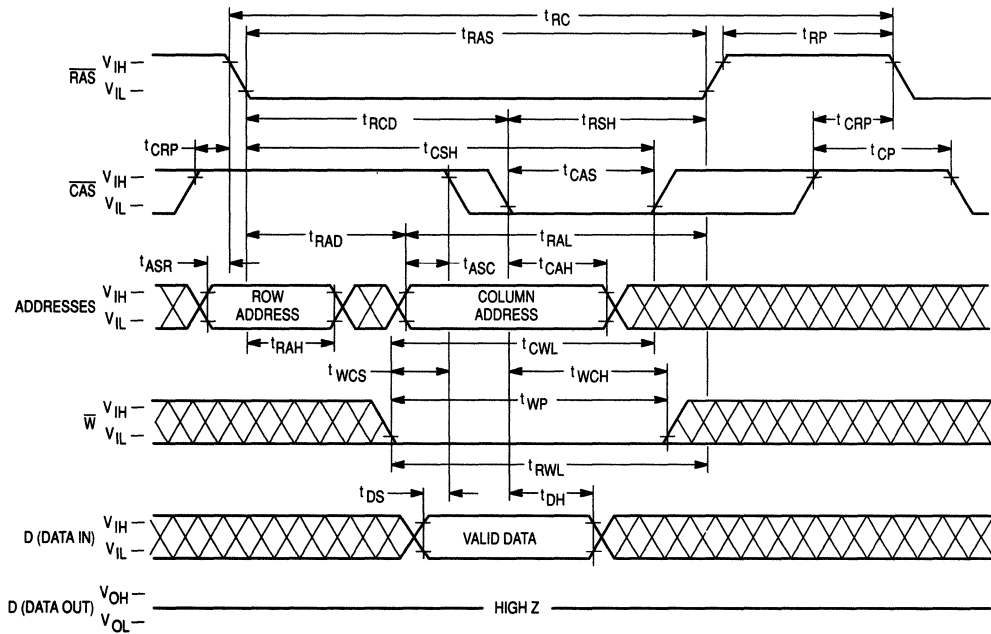 tRC
tRAS
tRP
RAS
VIH
VIL
tRCD
tRSH
tCRP
tCRP
tCSH
tCP
tCAS
CAS
VIH
VIL
tRAD
tRAL
tASR
tASC
tCAH
ADDRESSES
VIH
VIL
ROW
ADDRESS
COLUMN
ADDRESS
tRAH
tCWL
tWCS
tWCH
tWP
W
VIH
VIL
tRWL
tDS
tDH
D (DATA IN)
VIH
VIL
VALID DATA
D (DATA OUT)
VOH
VOL
HIGH Z